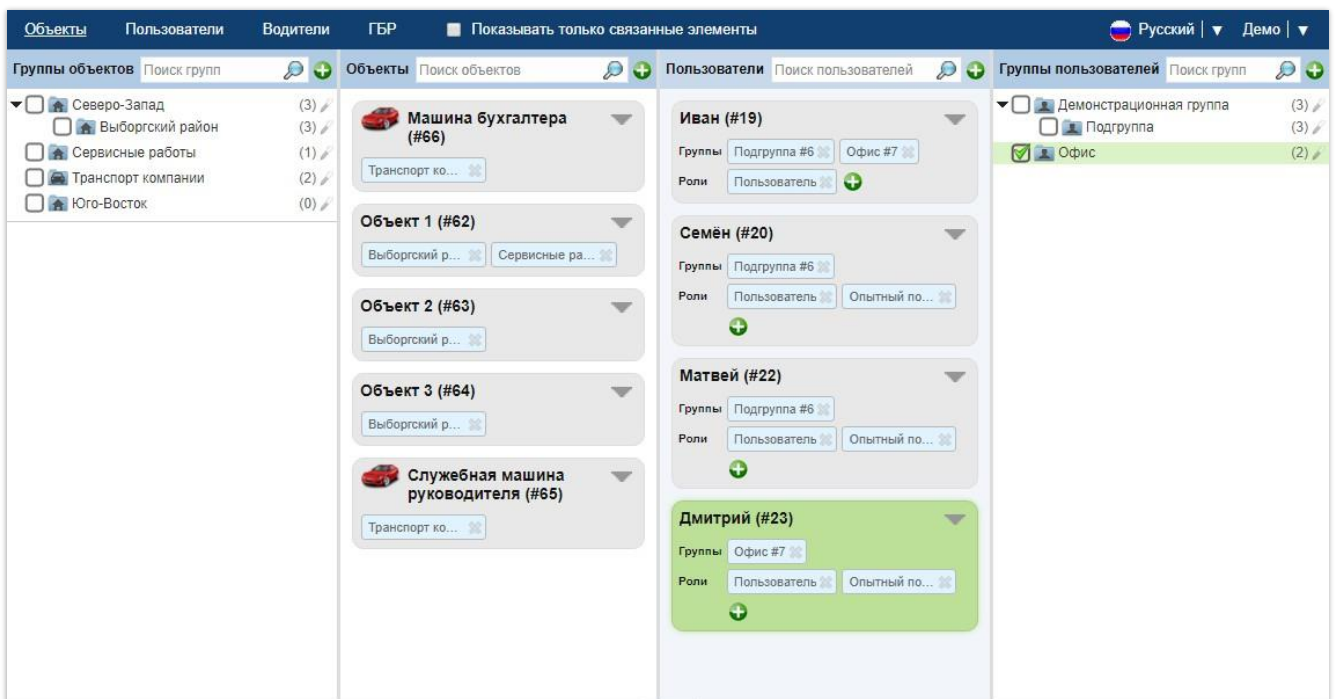 Объекты Пользователи Водители ГБР Показывать только связанные элементы Русский | ▼ Демо | ▼
Группы объектов Поиск групп
Северо-Запад (3)
Выборгский район (3)
Сервисные работы (1)
Транспорт компании (2)
Юго-Восток (0)
Объекты Поиск объектов
Машина бухгалтера
(#66)
Транспорт ко...
Объект 1 (#62)
Выборгский р... Сервисные ра...
Объект 2 (#63)
Выборгский р...
Объект 3 (#64)
Выборгский р...
Служебная машина
руководителя (#65)
Транспорт ко...
Пользователи Поиск пользователей
Иван (#19)
Группы Подгруппа #6 Офис #7
Роли Пользователь
Семён (#20)
Группы Подгруппа #6
Роли Пользователь Опытный по...
Матвей (#22)
Группы Подгруппа #6
Роли Пользователь Опытный по...
Дмитрий (#23)
Группы Офис #7
Роли Пользователь Опытный по...
Группы пользователей Поиск групп
Демонстрационная группа (3)
Подгруппа (3)
Офис (2)